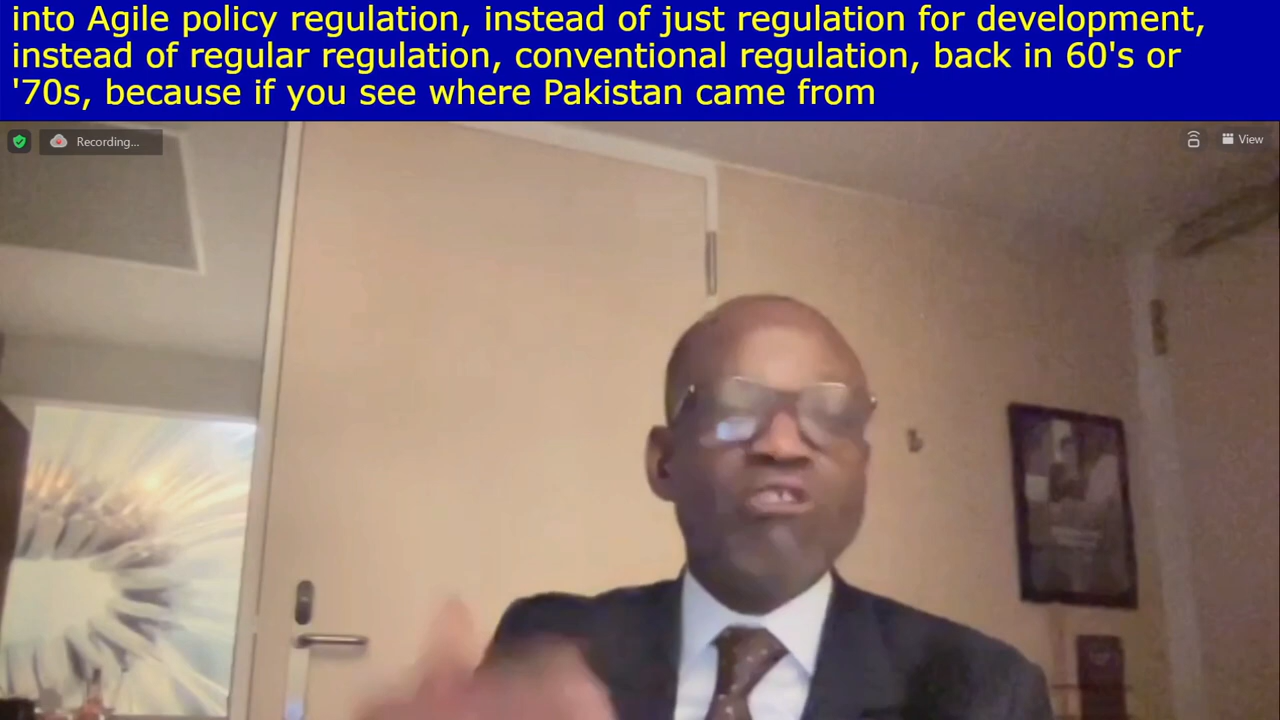 into Agile policy regulation, instead of just regulation for development,
instead of regular regulation, conventional regulation, back in 60's or
'70s, because if you see where Pakistan came from
Recording...
View